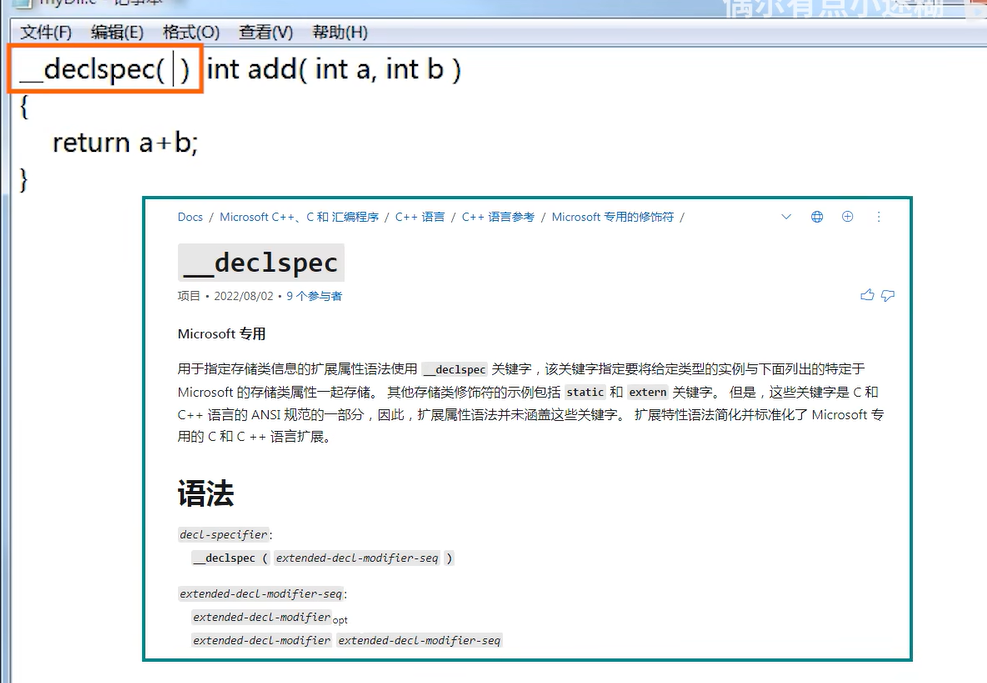 myDll.c - 记事本
偶尔有点小迷糊
文件(F) 编辑(E) 格式(O) 查看(V) 帮助(H)
__declspec( ) int add( int a, int b )
{
return a+b;
}
Docs / Microsoft C++、C 和 汇编程序 / C++ 语言 / C++ 语言参考 / Microsoft 专用的修饰符 /
__declspec
项目 • 2022/08/02 • 9 个参与者
Microsoft 专用
用于指定存储类信息的扩展属性语法使用 __declspec 关键字，该关键字指定要将给定类型的实例与下面列出的特定于
Microsoft 的存储类属性一起存储。 其他存储类修饰符的示例包括 static 和 extern 关键字。 但是，这些关键字是 C 和
C++ 语言的 ANSI 规范的一部分，因此，扩展属性语法并未涵盖这些关键字。 扩展特性语法简化并标准化了 Microsoft 专
用的 C 和 C ++ 语言扩展。
语法
decl-specifier:
__declspec ( extended-decl-modifier-seq )
extended-decl-modifier-seq:
extended-decl-modifier opt
extended-decl-modifier extended-decl-modifier-seq